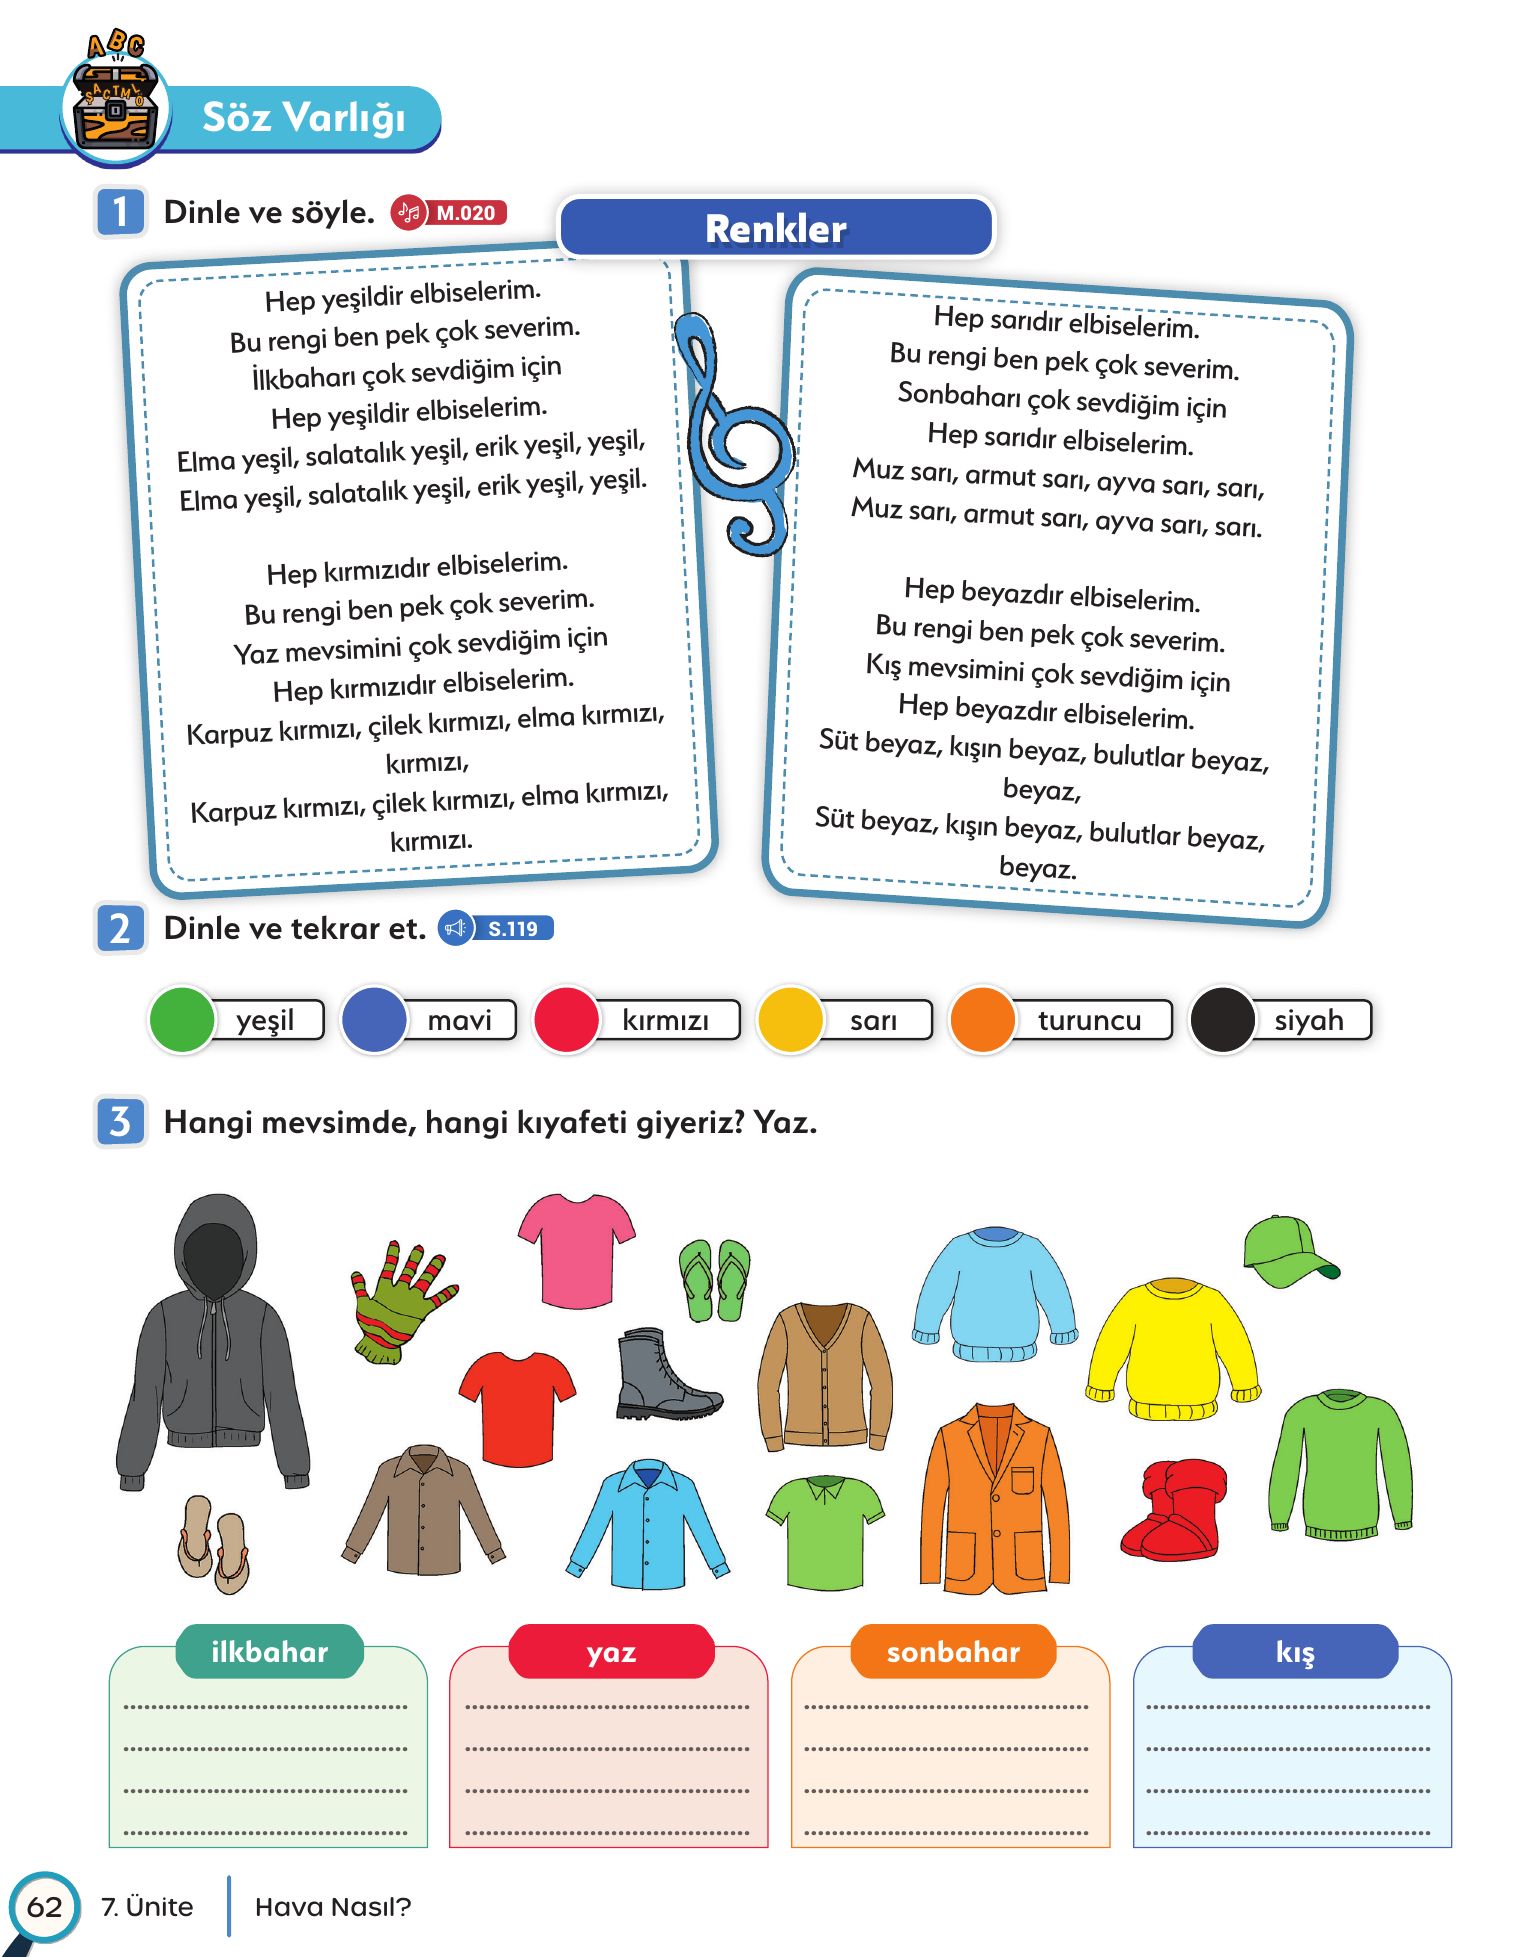 ABC
ŞACTMLO
Söz Varlığı
1 Dinle ve söyle. M.020
Renkler
Hep yeşildir elbiselerim.
Bu rengi ben pek çok severim.
İlkbaharı çok sevdiğim için
Hep yeşildir elbiselerim.
Elma yeşil, salatalık yeşil, erik yeşil, yeşil,
Elma yeşil, salatalık yeşil, erik yeşil, yeşil.
Hep kırmızıdır elbiselerim.
Bu rengi ben pek çok severim.
Yaz mevsimini çok sevdiğim için
Hep kırmızıdır elbiselerim.
Karpuz kırmızı, çilek kırmızı, elma kırmızı,
kırmızı,
Karpuz kırmızı, çilek kırmızı, elma kırmızı,
kırmızı.
Hep sarıdır elbiselerim.
Bu rengi ben pek çok severim.
Sonbaharı çok sevdiğim için
Hep sarıdır elbiselerim.
Muz sarı, armut sarı, ayva sarı, sarı,
Muz sarı, armut sarı, ayva sarı, sarı.
Hep beyazdır elbiselerim.
Bu rengi ben pek çok severim.
Kış mevsimini çok sevdiğim için
Hep beyazdır elbiselerim.
Süt beyaz, kışın beyaz, bulutlar beyaz,
beyaz,
Süt beyaz, kışın beyaz, bulutlar beyaz,
beyaz.
2 Dinle ve tekrar et. S.119
yeşil mavi kırmızı sarı turuncu siyah
3 Hangi mevsimde, hangi kıyafeti giyeriz? Yaz.
ilkbahar yaz sonbahar kış
62 7. Ünite Hava Nasıl?